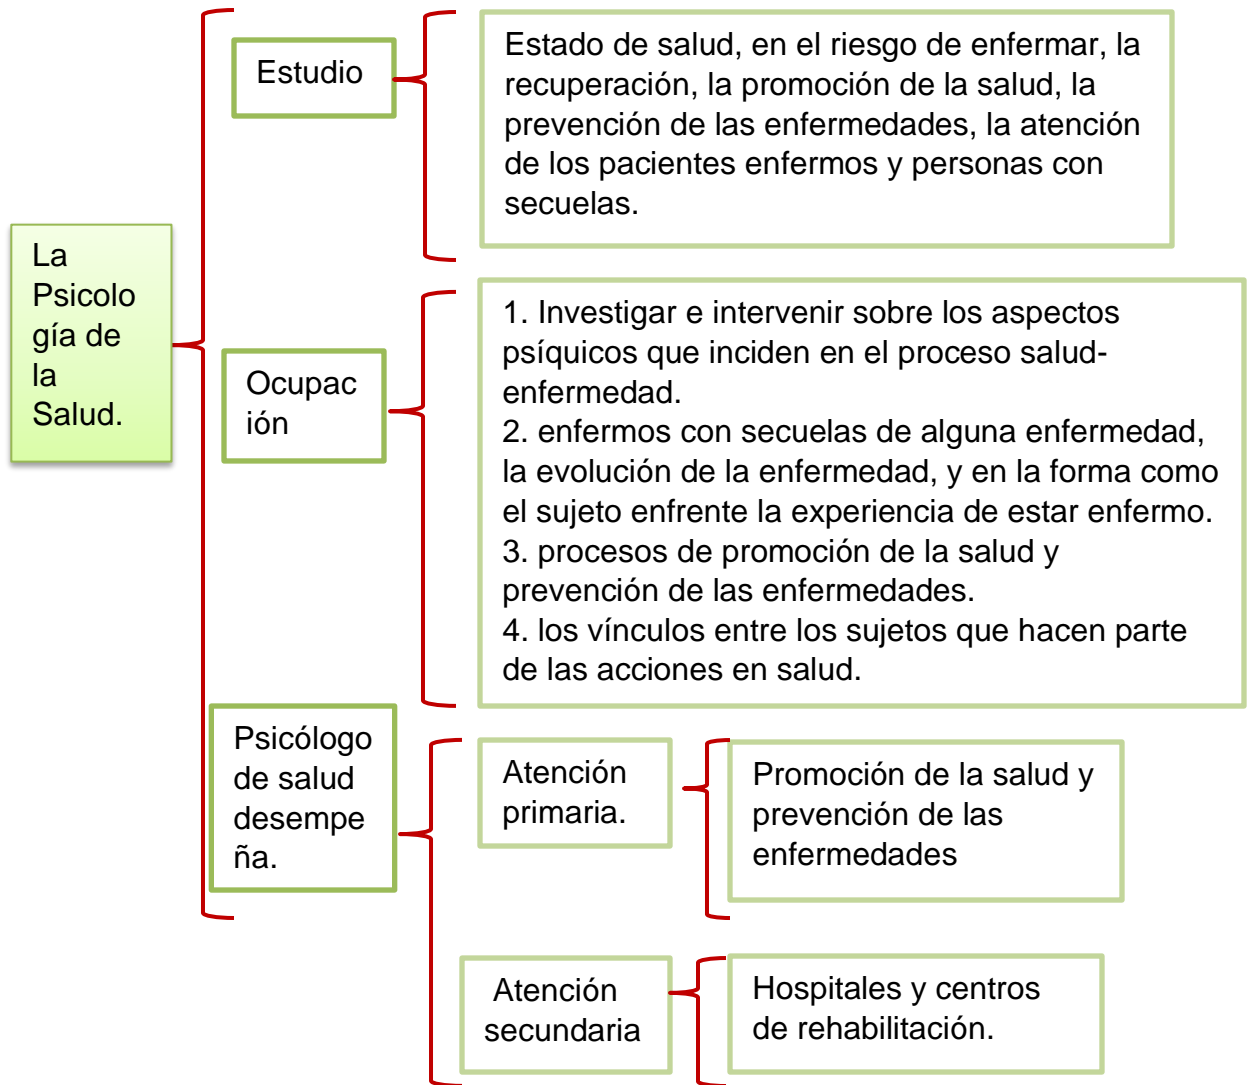 La
Psicolo
gía de
la
Salud.
Estudio
Estado de salud, en el riesgo de enfermar, la
recuperación, la promoción de la salud, la
prevención de las enfermedades, la atención
de los pacientes enfermos y personas con
secuelas.
Ocupac
ión
1. Investigar e intervenir sobre los aspectos
psíquicos que inciden en el proceso salud-
enfermedad.
2. enfermos con secuelas de alguna enfermedad,
la evolución de la enfermedad, y en la forma como
el sujeto enfrente la experiencia de estar enfermo.
3. procesos de promoción de la salud y
prevención de las enfermedades.
4. los vínculos entre los sujetos que hacen parte
de las acciones en salud.
Psicólogo
de salud
desempe
ña.
Atención
primaria.
Promoción de la salud y
prevención de las
enfermedades
Atención
secundaria
Hospitales y centros
de rehabilitación.